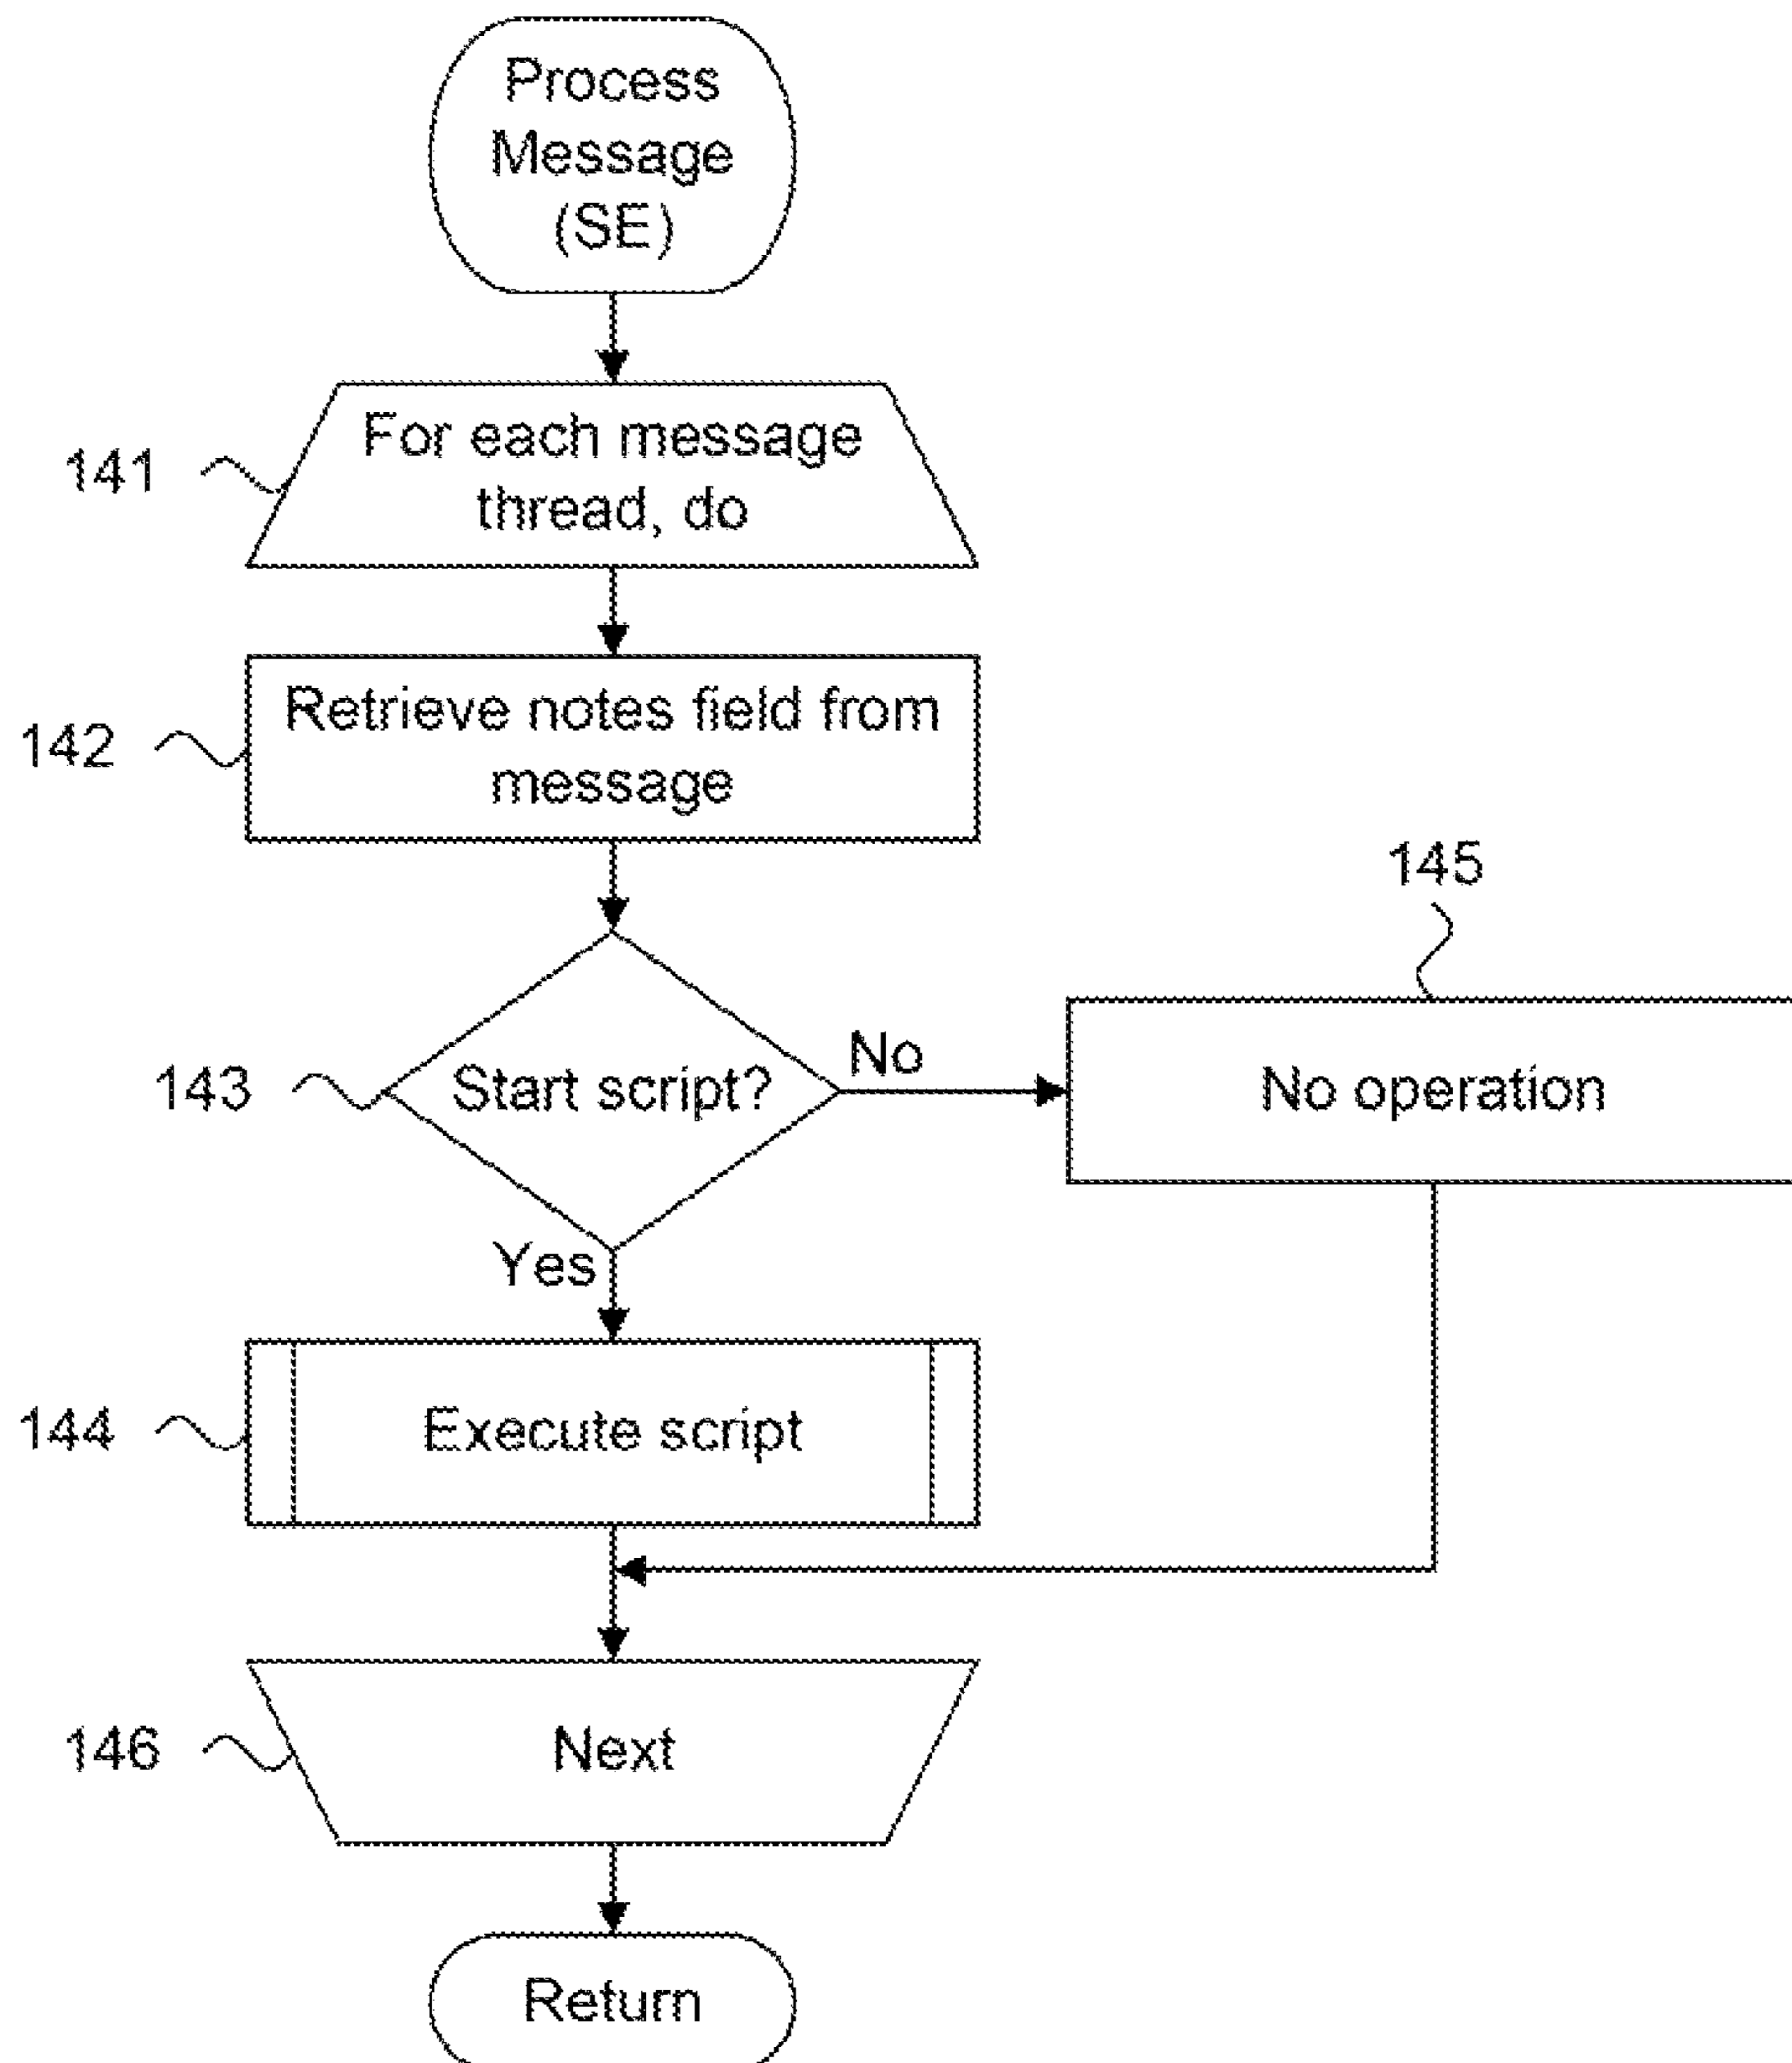 Process
Message
(SE)
141
For each message
thread, do
142
Retrieve notes field from
message
145
143
Start script?
No
No operation
Yes
144
Execute script
146
Next
Return